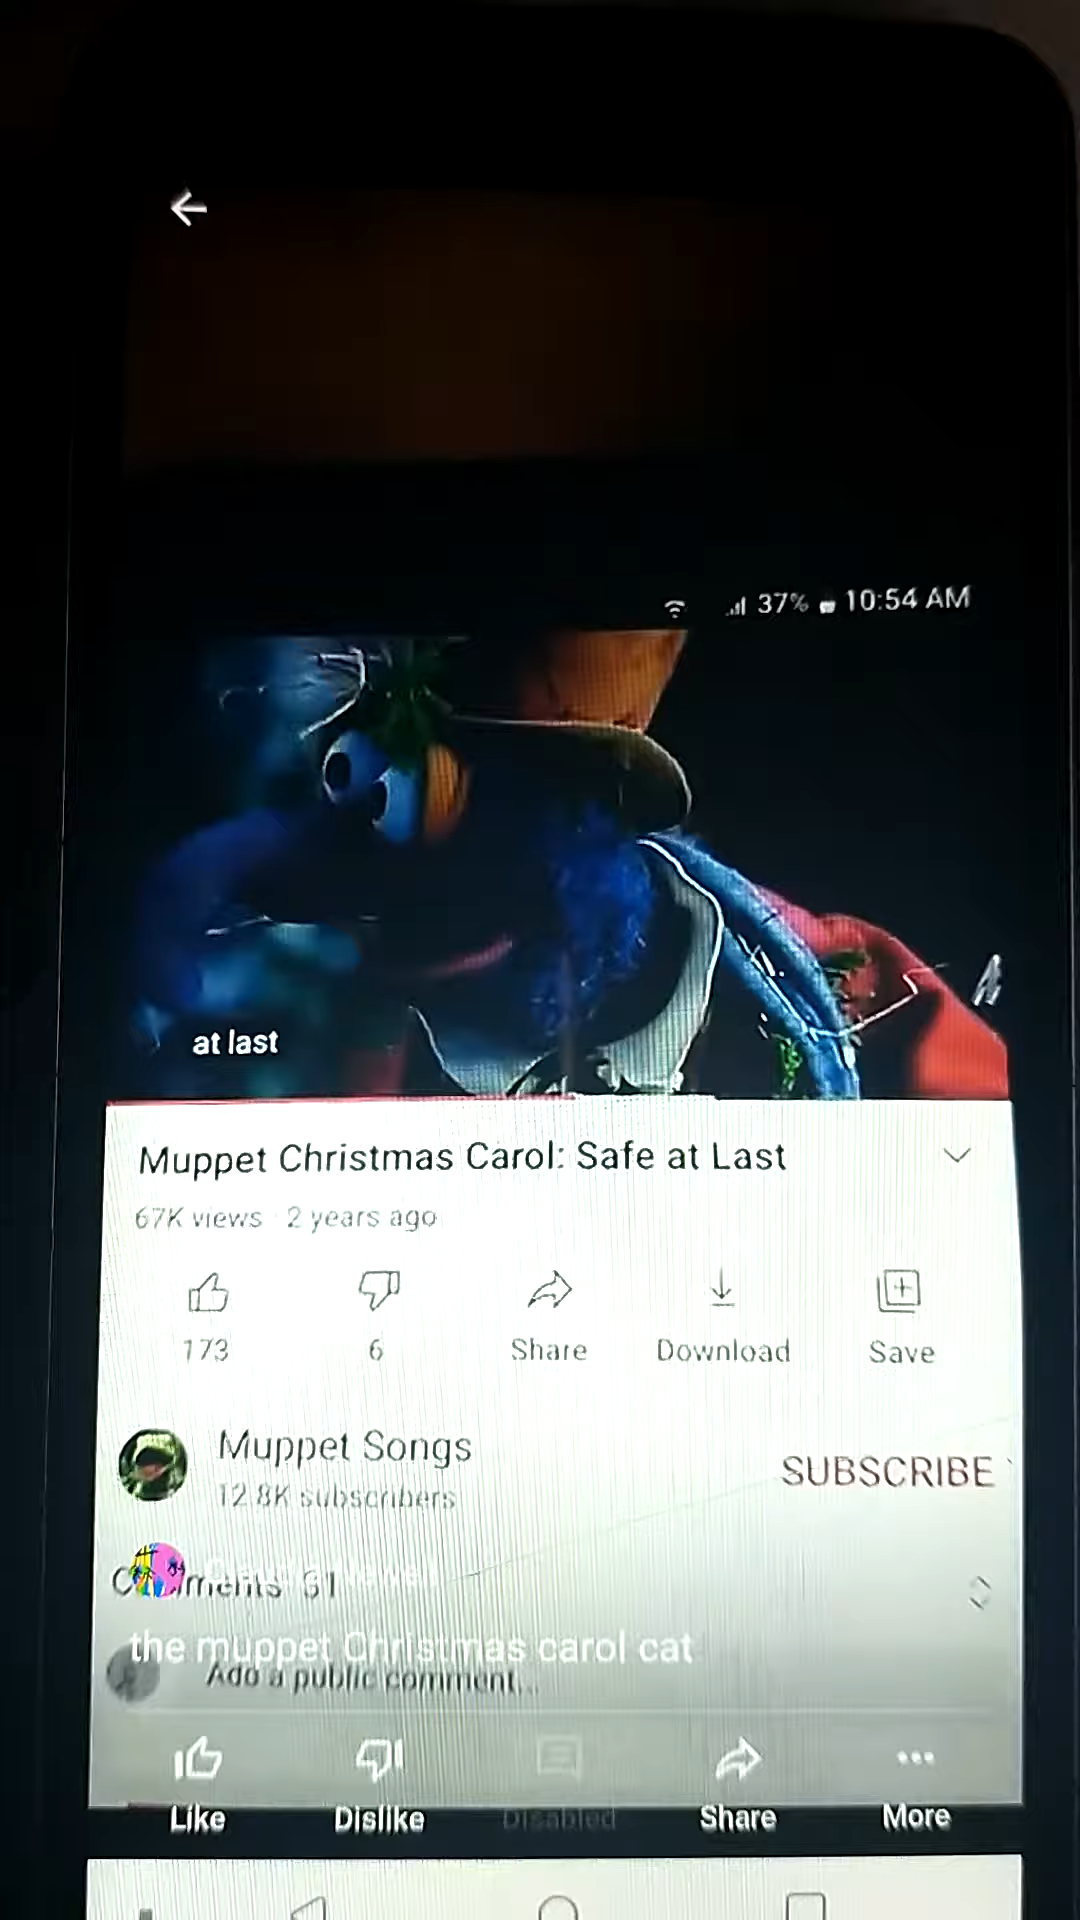 37% 10:54 AM
at last
Muppet Christmas Carol: Safe at Last
67K views · 2 years ago
173
6
Share
Download
Save
Muppet Songs
12.8K subscribers
SUBSCRIBE
Comments 61
the muppet Christmas carol cat
Add a public comment...
Like
Dislike
Disabled
Share
More